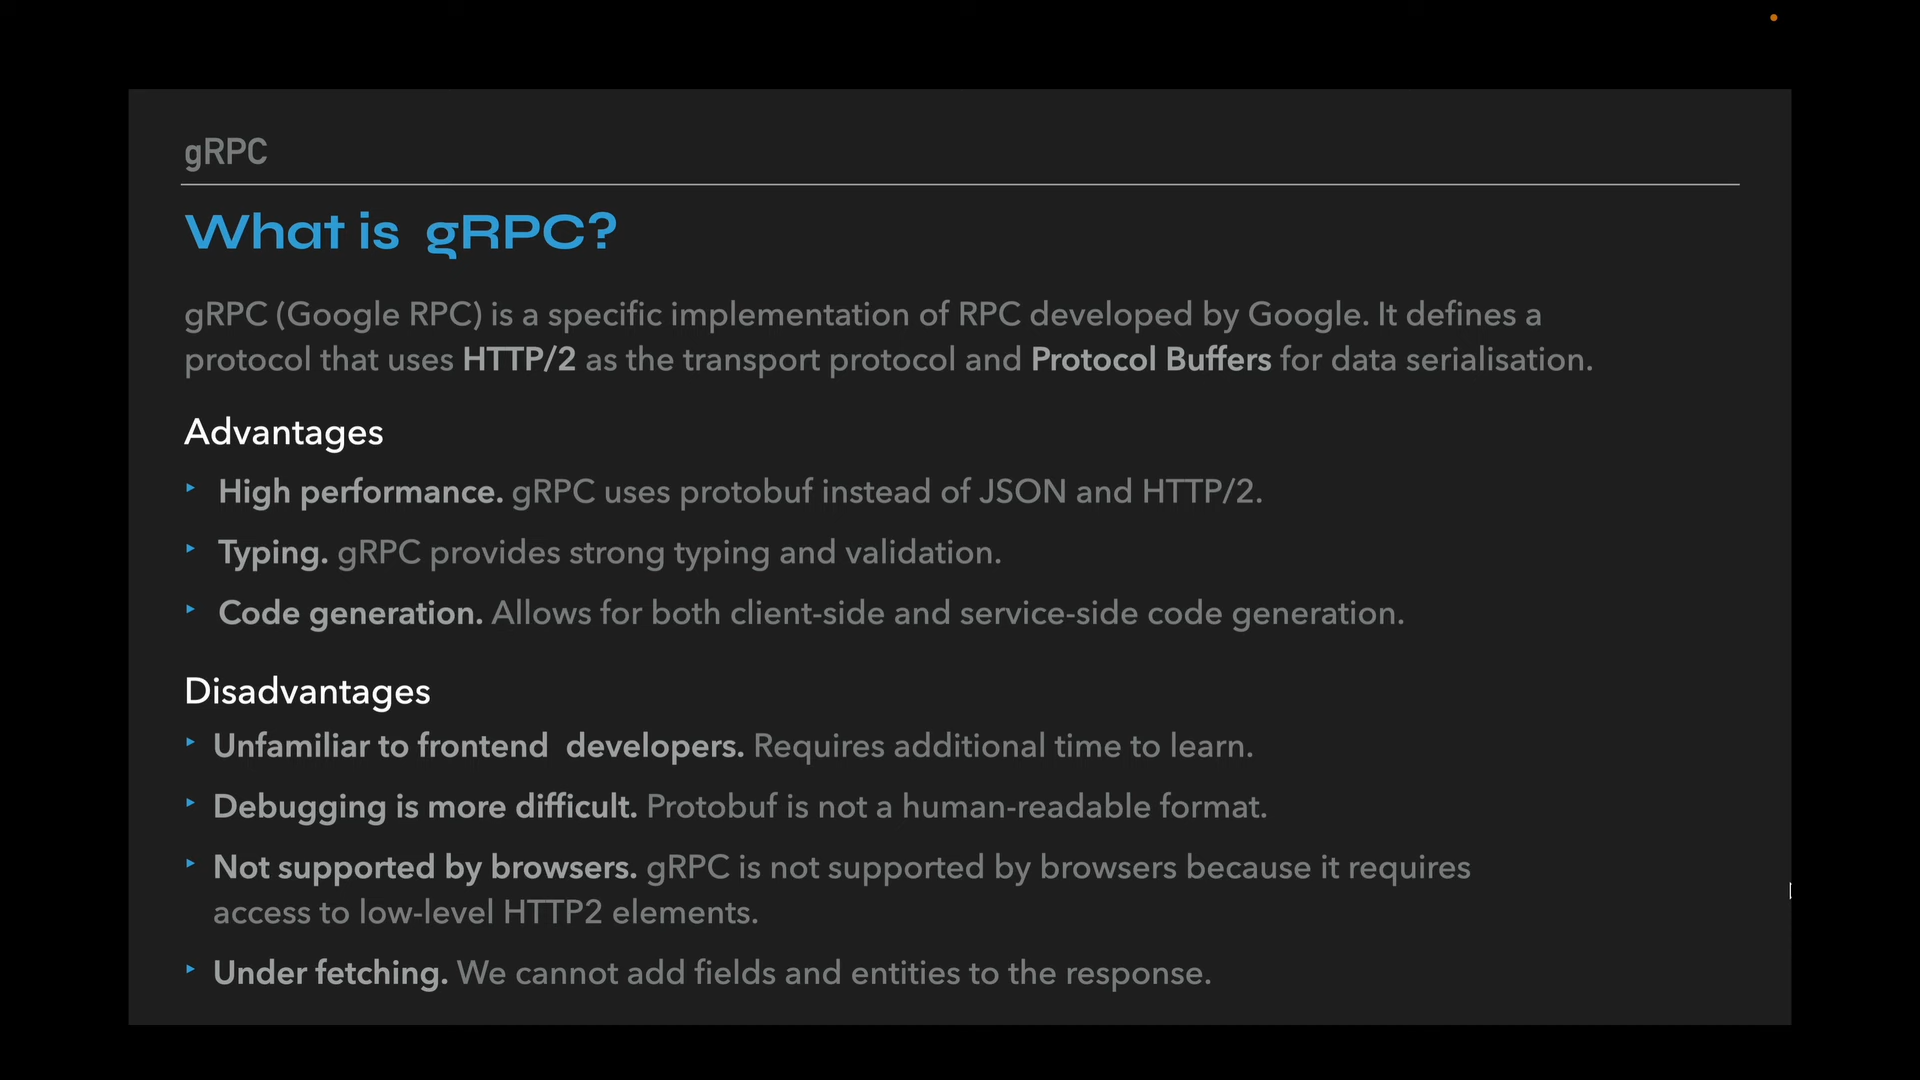 gRPC
What is  gRPC?
gRPC (Google RPC) is a specific implementation of RPC developed by Google. It defines a
protocol that uses HTTP/2 as the transport protocol and Protocol Buffers for data serialisation.
Advantages
‣ High performance. gRPC uses protobuf instead of JSON and HTTP/2.
‣ Typing. gRPC provides strong typing and validation.
‣ Code generation. Allows for both client-side and service-side code generation.
Disadvantages
‣ Unfamiliar to frontend  developers. Requires additional time to learn.
‣ Debugging is more difficult. Protobuf is not a human-readable format.
‣ Not supported by browsers. gRPC is not supported by browsers because it requires
access to low-level HTTP2 elements.
‣ Under fetching. We cannot add fields and entities to the response.